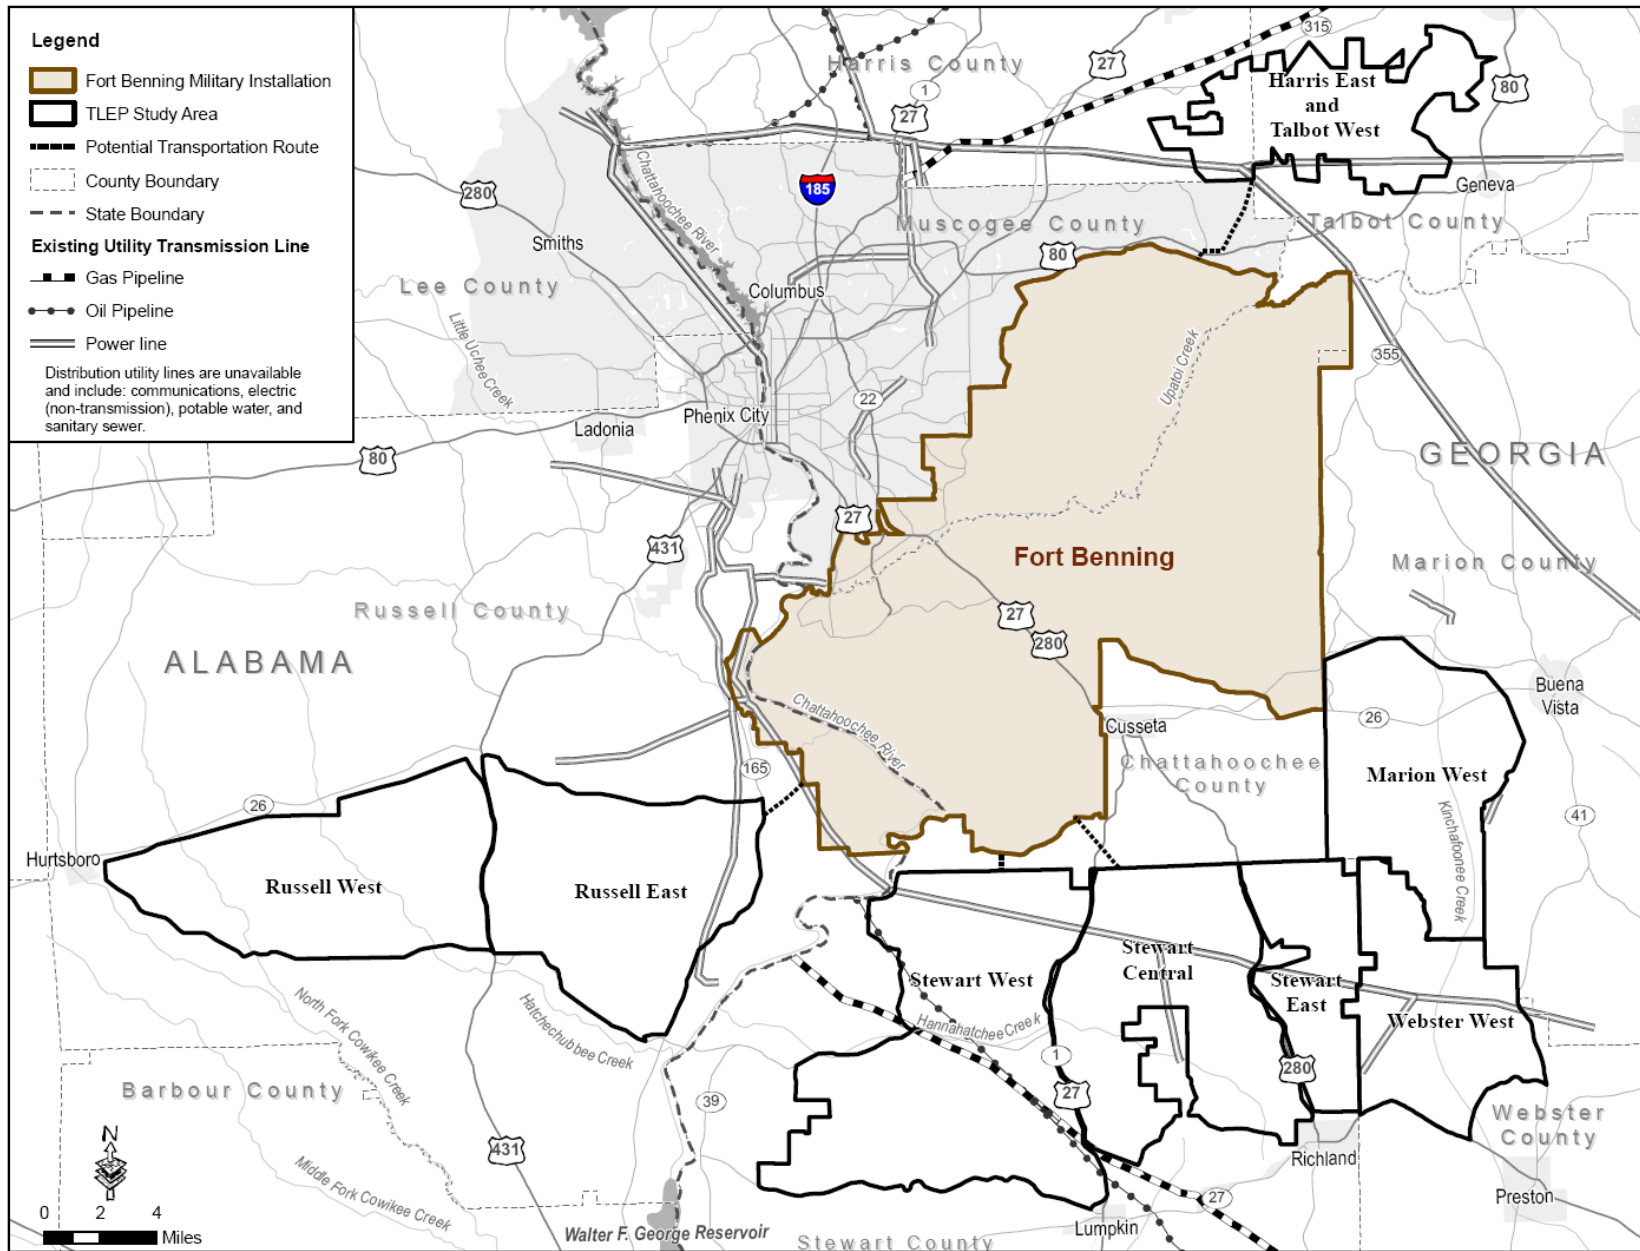 Legend
Fort Benning Military Installation
TLEP Study Area
Potential Transportation Route
County Boundary
State Boundary
Existing Utility Transmission Line
Gas Pipeline
Oil Pipeline
Power line
Distribution utility lines are unavailable
and include: communications, electric
(non-transmission), potable water, and
sanitary sewer.
315
Harris County
27
1
27
80
Harris East
and
Talbot West
Chattahoochee River
185
280
Geneva
Muscogee County
Talbot County
Smiths
80
Lee County
Columbus
Little Uchee Creek
Upatoi Creek
355
22
Phenix City
Ladonia
80
GEORGIA
27
431
Fort Benning
Marion County
Russell County
27
280
ALABAMA
Buena
Vista
Chattahoochee River
26
Cusseta
165
Chattahoochee
County
Marion West
26
Kinchafoonee Creek
41
Hurtsboro
Russell West
Russell East
Stewart
Central
Stewart West
Stewart
East
North Fork Cowikee Creek
Hatchechubbee Creek
Hannahatchee Creek
Webster West
1
280
27
Barbour County
39
Webster
County
N
431
Richland
Middle Fork Cowikee Creek
27
Preston
0 2 4
Miles
Walter F. George Reservoir
Lumpkin
Stewart County